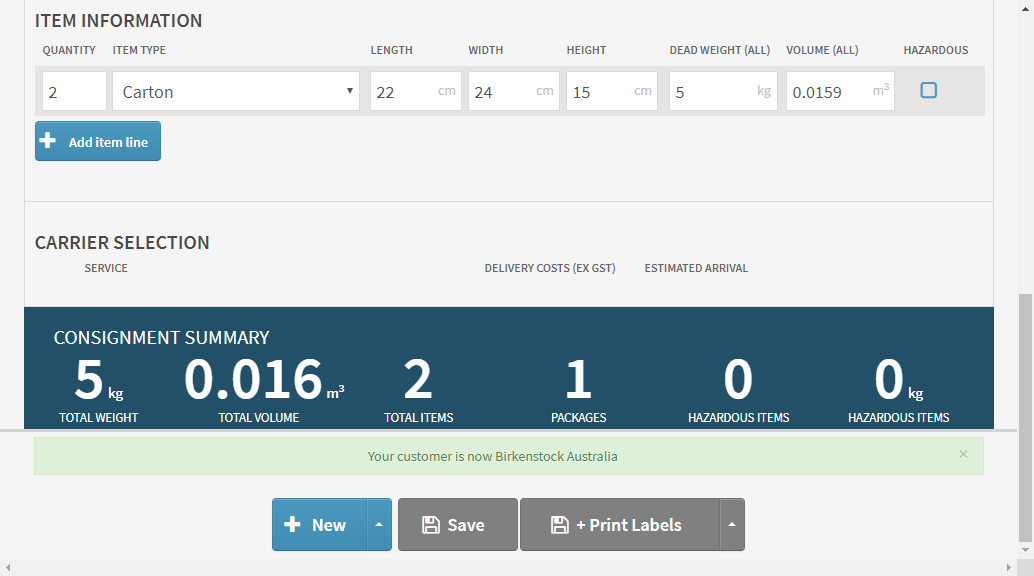 ITEM INFORMATION
QUANTITY ITEM TYPE LENGTH WIDTH HEIGHT DEAD WEIGHT (ALL) VOLUME (ALL) HAZARDOUS
2 Carton 22 cm 24 cm 15 cm 5 kg 0.0159 m³
Add item line
CARRIER SELECTION
SERVICE DELIVERY COSTS (EX GST) ESTIMATED ARRIVAL
CONSIGNMENT SUMMARY
5 kg 0.016 m³ 2 1 0 0 kg
TOTAL WEIGHT TOTAL VOLUME TOTAL ITEMS PACKAGES HAZARDOUS ITEMS HAZARDOUS ITEMS
Your customer is now Birkenstock Australia ×
New Save + Print Labels